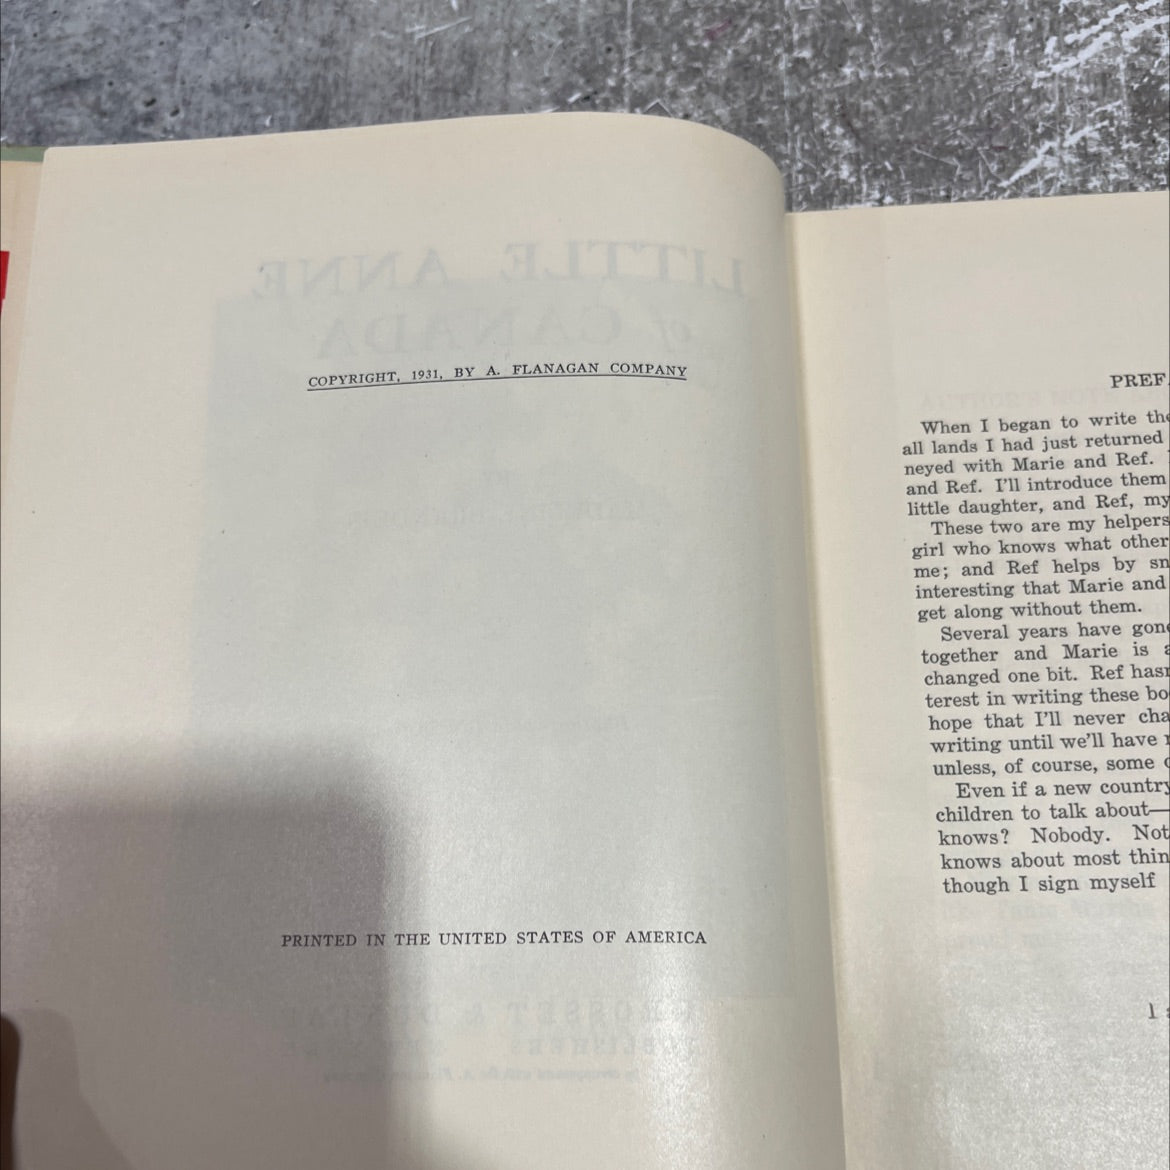 COPYRIGHT, 1931, BY A. FLANAGAN COMPANY
PRINTED IN THE UNITED STATES OF AMERICA
PREF
When I began to write the
all lands I had just returned
neyed with Marie and Ref.
and Ref. I'll introduce them
little daughter, and Ref, my
These two are my helpers
girl who knows what other
me; and Ref helps by sn
interesting that Marie and
get along without them.
Several years have gone
together and Marie is a
changed one bit. Ref hasn
terest in writing these bo
hope that I'll never cha
writing until we'll have
unless, of course, some
Even if a new country
children to talk about—
knows? Nobody. Not
knows about most thin
though I sign myself